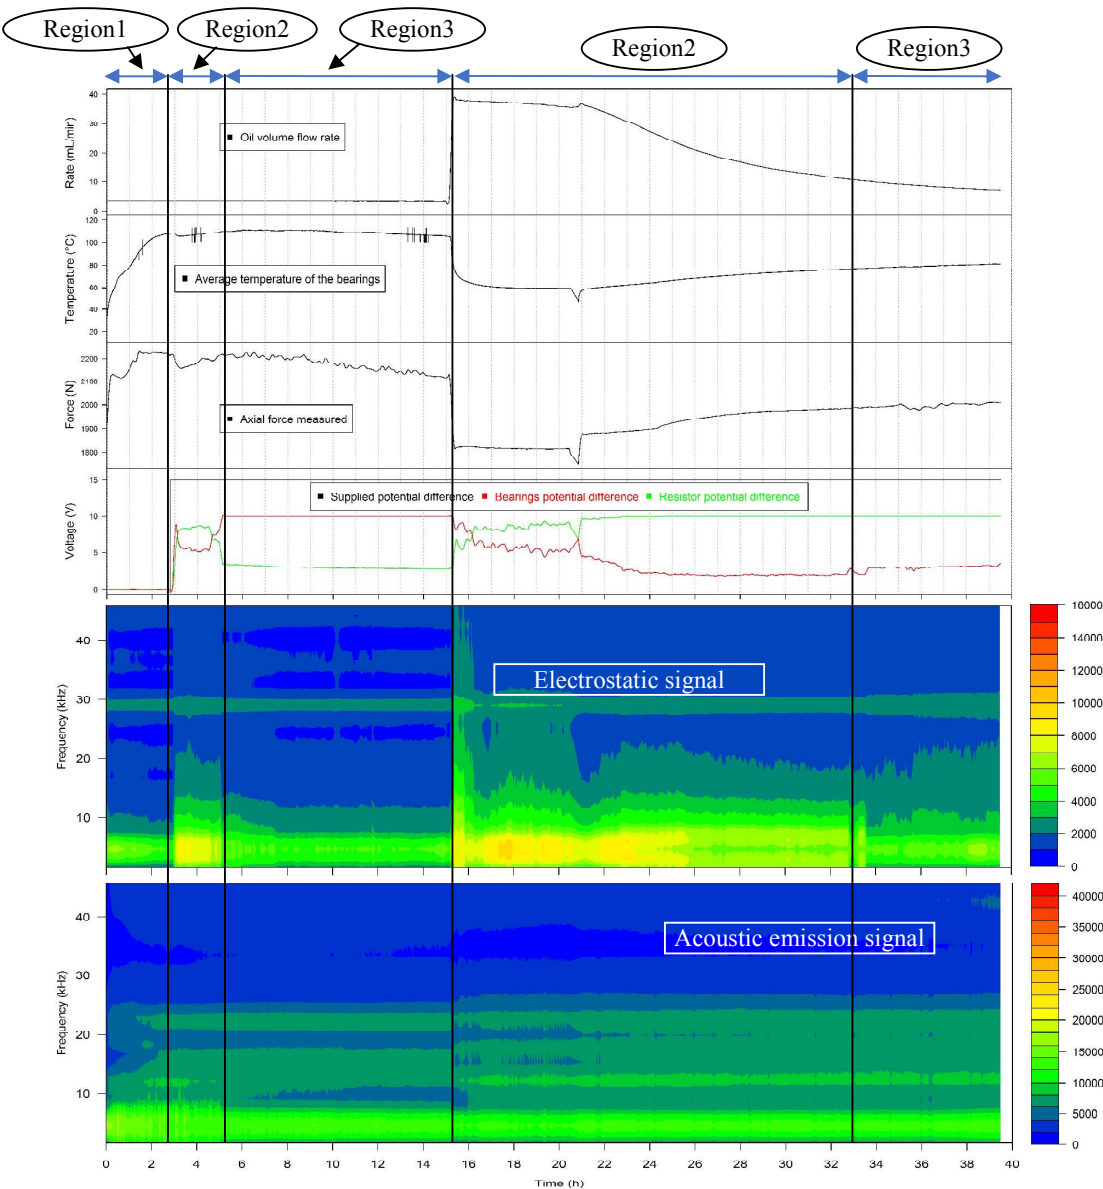 Region1
Region2
Region3
Region2
Region3
Rate (mL/min)
40
30
20
10
0
Oil volume flow rate
Temperature (°C)
120
100
80
60
40
20
Average temperature of the bearings
Force (N)
2200
2100
2000
1900
1800
Axial force measured
Voltage (V)
15
10
5
0
Supplied potential difference Bearings potential difference Resistor potential difference
Frequency (kHz)
40
30
20
10
Electrostatic signal
16000
14000
12000
10000
8000
6000
4000
2000
0
Frequency (kHz)
40
30
20
10
Acoustic emission signal
40000
35000
30000
25000
20000
15000
10000
5000
0
0 2 4 6 8 10 12 14 16 18 20 22 24 26 28 30 32 34 36 38 40
Time (h)